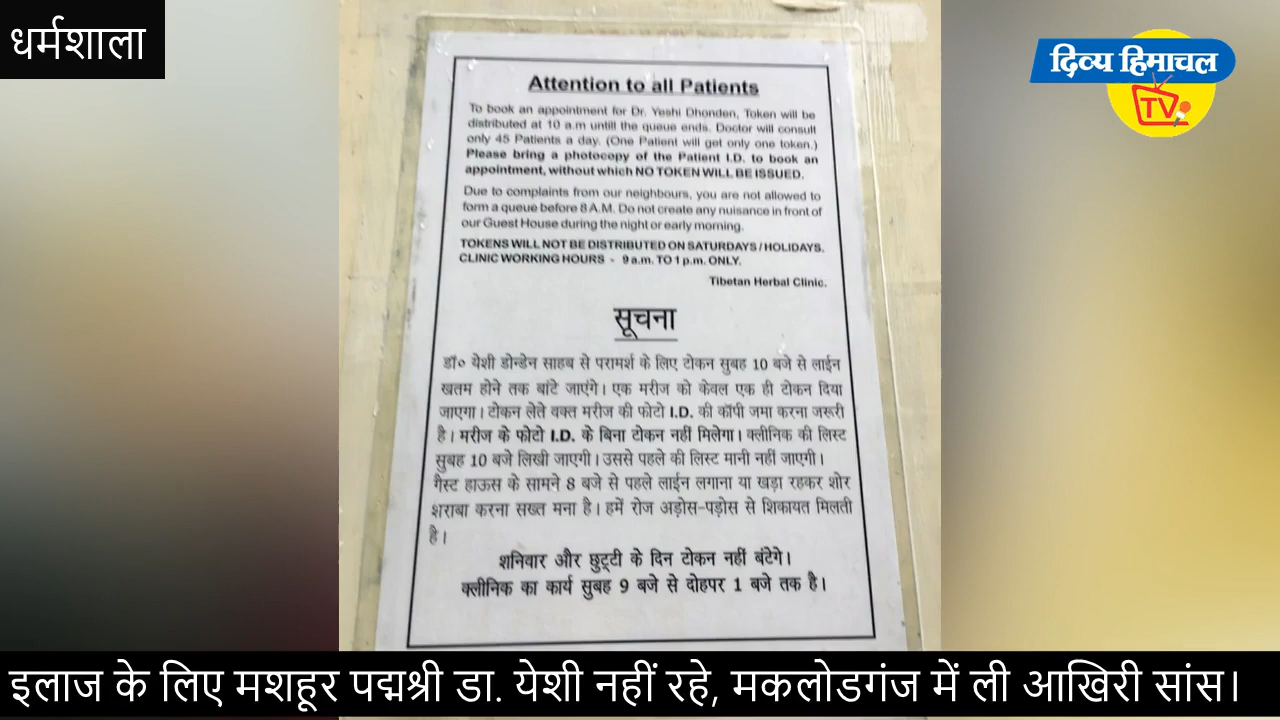 धर्मशाला
दिव्य हिमाचल
TV
Attention to all Patients
To book an appointment for Dr. Yeshi Dhonden, Token will be
distributed at 10 a.m untill the queue ends. Doctor will consult
only 45 Patients a day. (One Patient will get only one token.)
Please bring a photocopy of the Patient I.D. to book an
appointment, without which NO TOKEN WILL BE ISSUED.
Due to complaints from our neighbours, you are not allowed to
form a queue before 8 A.M. Do not create any nuisance in front of
our Guest House during the night or early morning.
TOKENS WILL NOT BE DISTRIBUTED ON SATURDAYS / HOLIDAYS.
CLINIC WORKING HOURS - 9 a.m. TO 1 p.m. ONLY.
Tibetan Herbal Clinic.
सूचना
डॉ० येशी डोन्डेन साहब से परामर्श के लिए टोकन सुबह 10 बजे से लाईन
खतम होने तक बांटे जाएंगे। एक मरीज को केवल एक ही टोकन दिया
जाएगा। टोकन लेते वक्त मरीज की फोटो I.D. की कॉपी जमा करना जरूरी
है। मरीज के फोटो I.D. के बिना टोकन नहीं मिलेगा। क्लीनिक की लिस्ट
सुबह 10 बजे लिखी जाएगी। उससे पहले की लिस्ट मानी नहीं जाएगी।
गैस्ट हाऊस के सामने 8 बजे से पहले लाईन लगाना या खड़ा रहकर शोर
शराबा करना सख्त मना है। हमें रोज अड़ोस-पड़ोस से शिकायत मिलती
है।
शनिवार और छुट्टी के दिन टोकन नहीं बंटेगे।
क्लीनिक का कार्य सुबह 9 बजे से दोहपर 1 बजे तक है।
इलाज के लिए मशहूर पद्मश्री डा. येशी नहीं रहे, मकलोडगंज में ली आखिरी सांस।